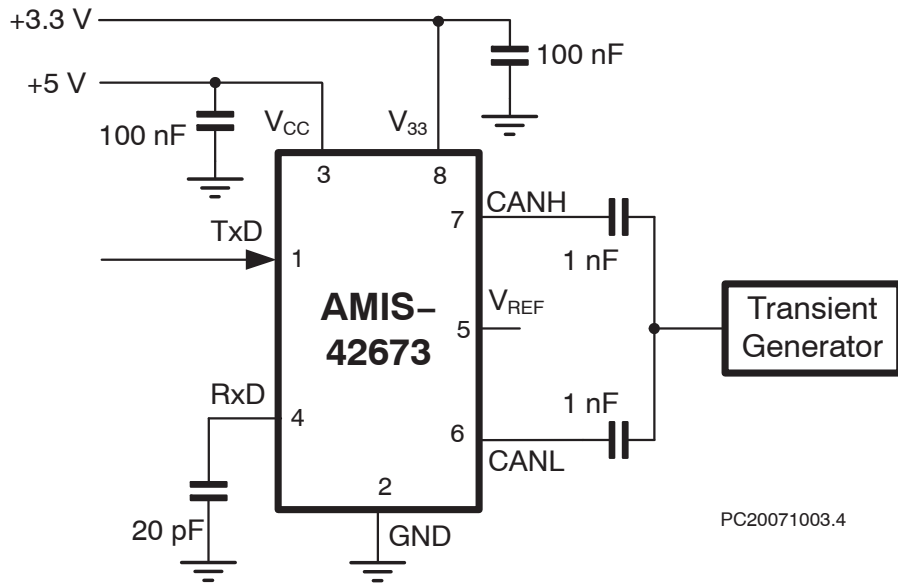 +3.3 V
100 nF
+5 V
100 nF
VCC
V33
3
8
7
CANH
TxD
1
1 nF
AMIS–
42673
VREF
5
Transient
Generator
RxD
4
1 nF
6
CANL
2
20 pF
GND
PC20071003.4